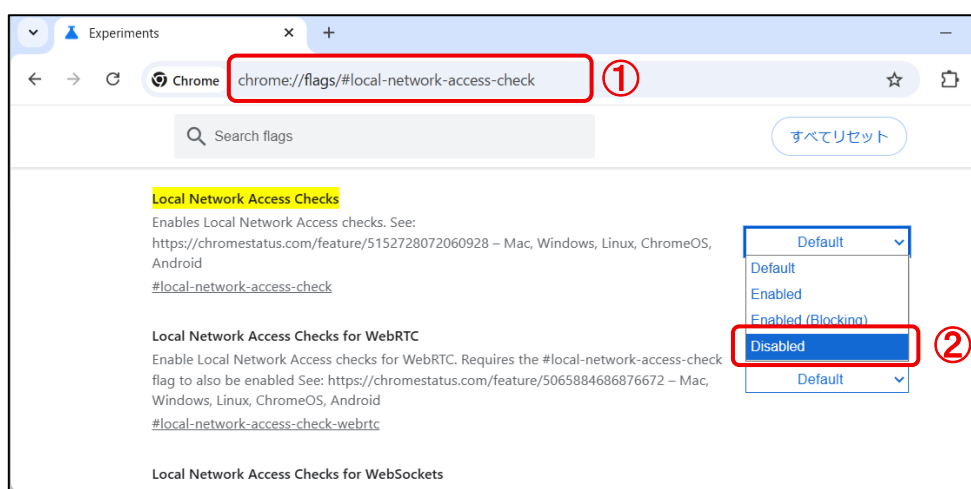 Experiments
Chrome
chrome://flags/#local-network-access-check
①
Search flags
すべてリセット
Local Network Access Checks
Enables Local Network Access checks. See:
https://chromestatus.com/feature/5152728072060928 – Mac, Windows, Linux, ChromeOS,
Android
#local-network-access-check
Default
Default
Enabled
Enabled (Blocking)
Disabled
②
Local Network Access Checks for WebRTC
Enable Local Network Access checks for WebRTC. Requires the #local-network-access-check
flag to also be enabled See: https://chromestatus.com/feature/5065884686876672 – Mac,
Windows, Linux, ChromeOS, Android
#local-network-access-check-webrtc
Default
Local Network Access Checks for WebSockets